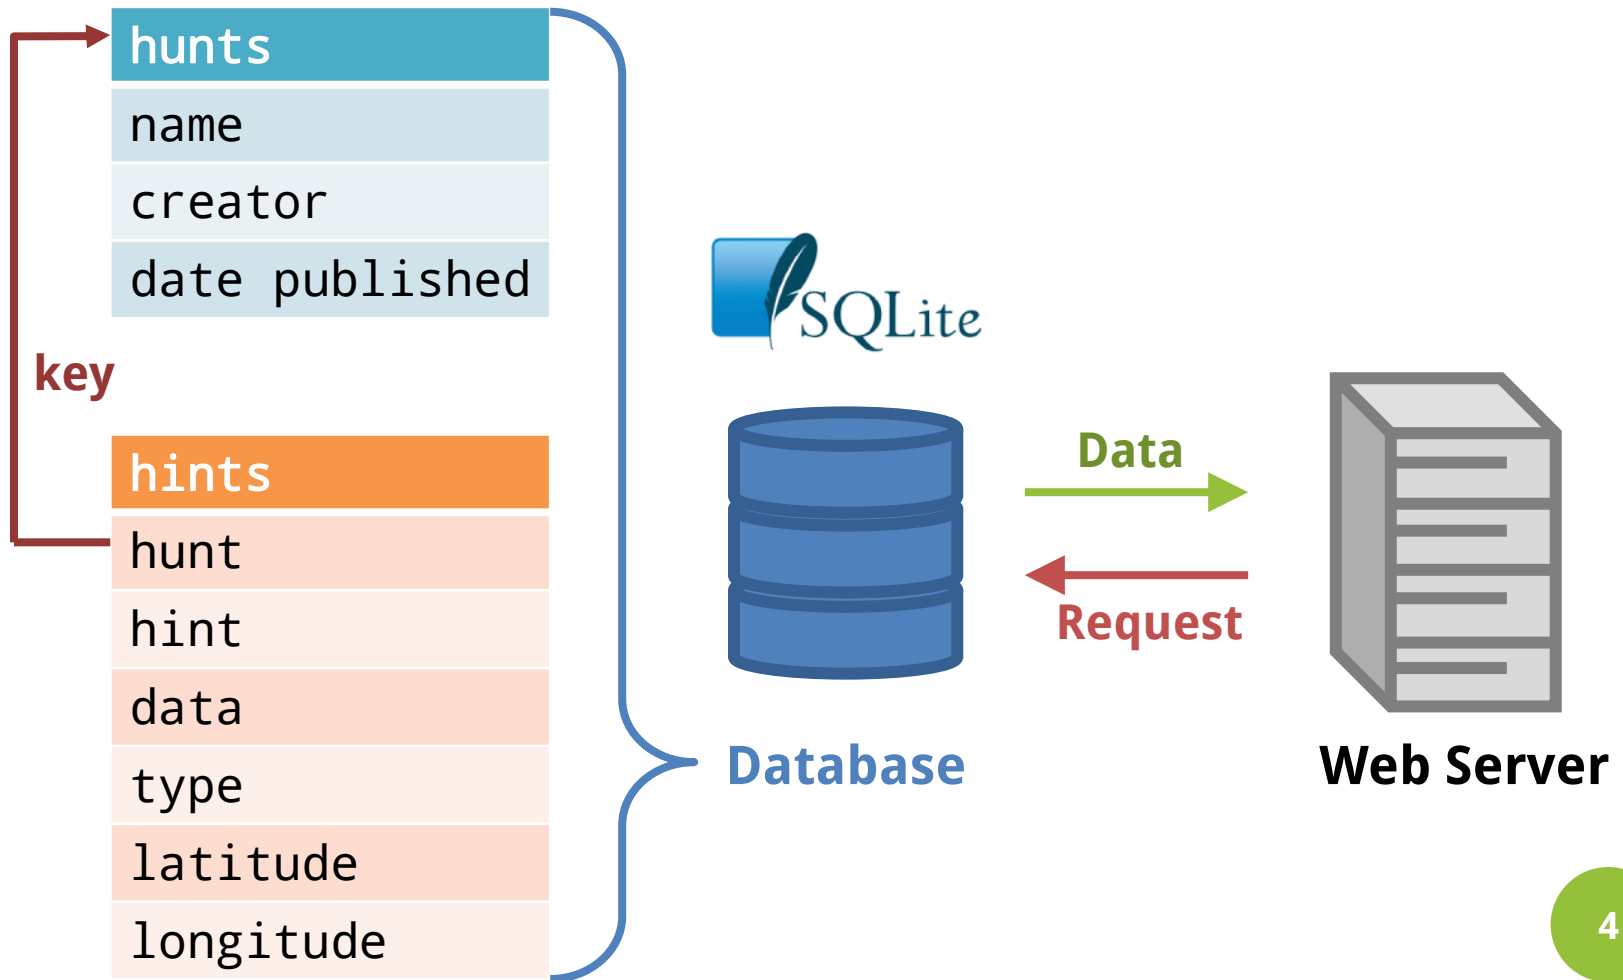 hunts
name
creator
date published
key
hints
hunt
hint
data
type
latitude
longitude
SQLite
Database
Data
Request
Web Server
4